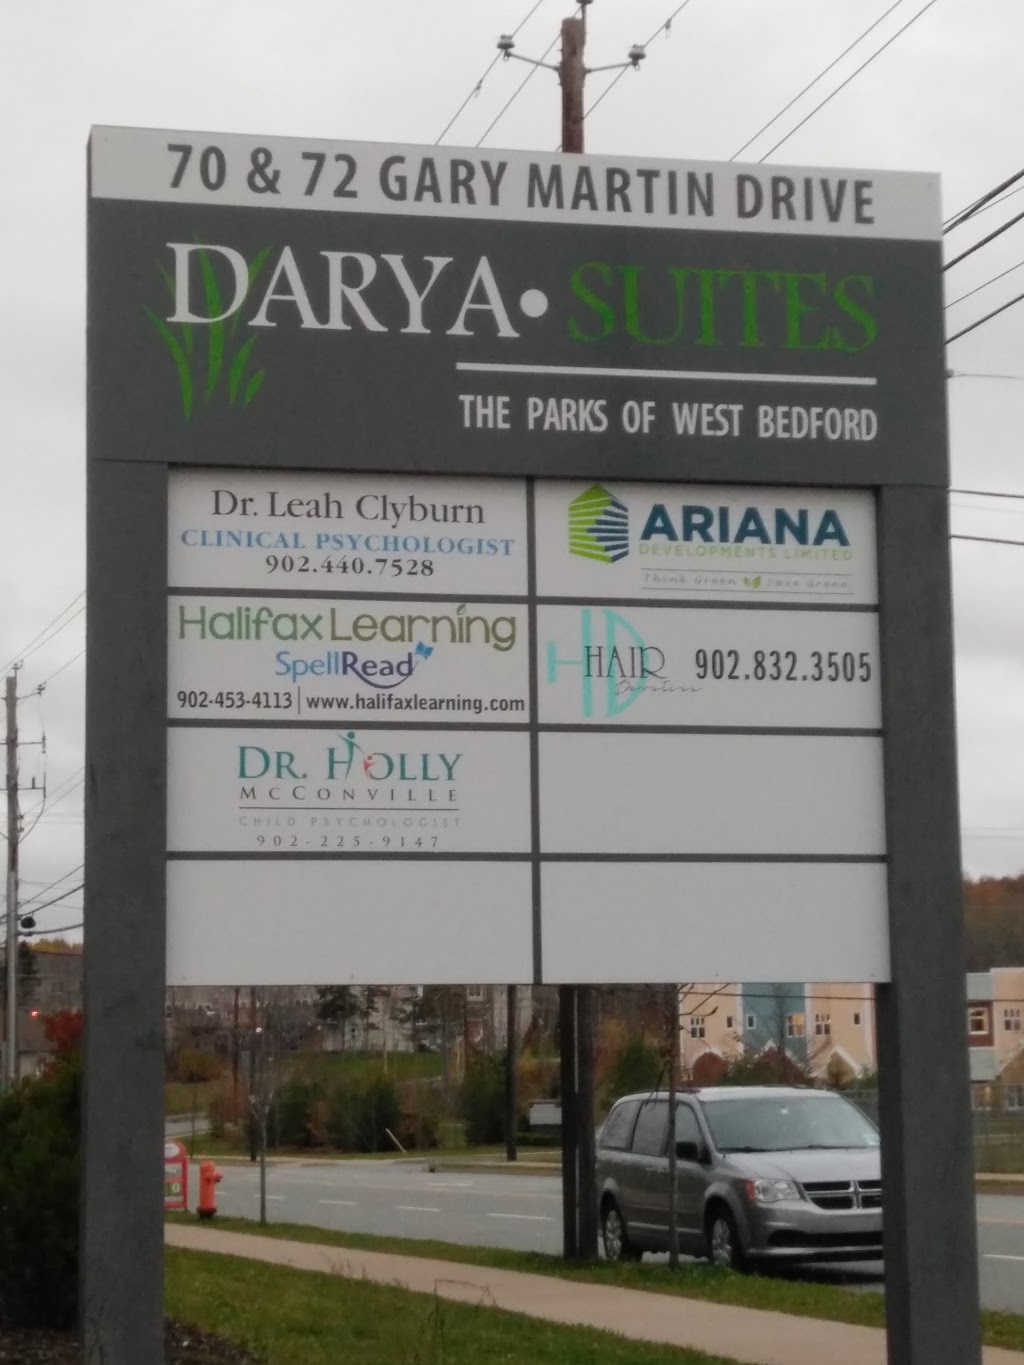 70 & 72 GARY MARTIN DRIVE
DARYA • SUITES
THE PARKS OF WEST BEDFORD
Dr. Leah Clyburn
CLINICAL PSYCHOLOGIST
902.440.7528
ARIANA
DEVELOPMENTS LIMITED
Think Green Save Green
Halifax Learning
SpellRead
902-453-4113 | www.halifaxlearning.com
HD
HAIR
902.832.3505
DR. HOLLY
MCCONVILLE
CHILD PSYCHOLOGIST
902-225-9147